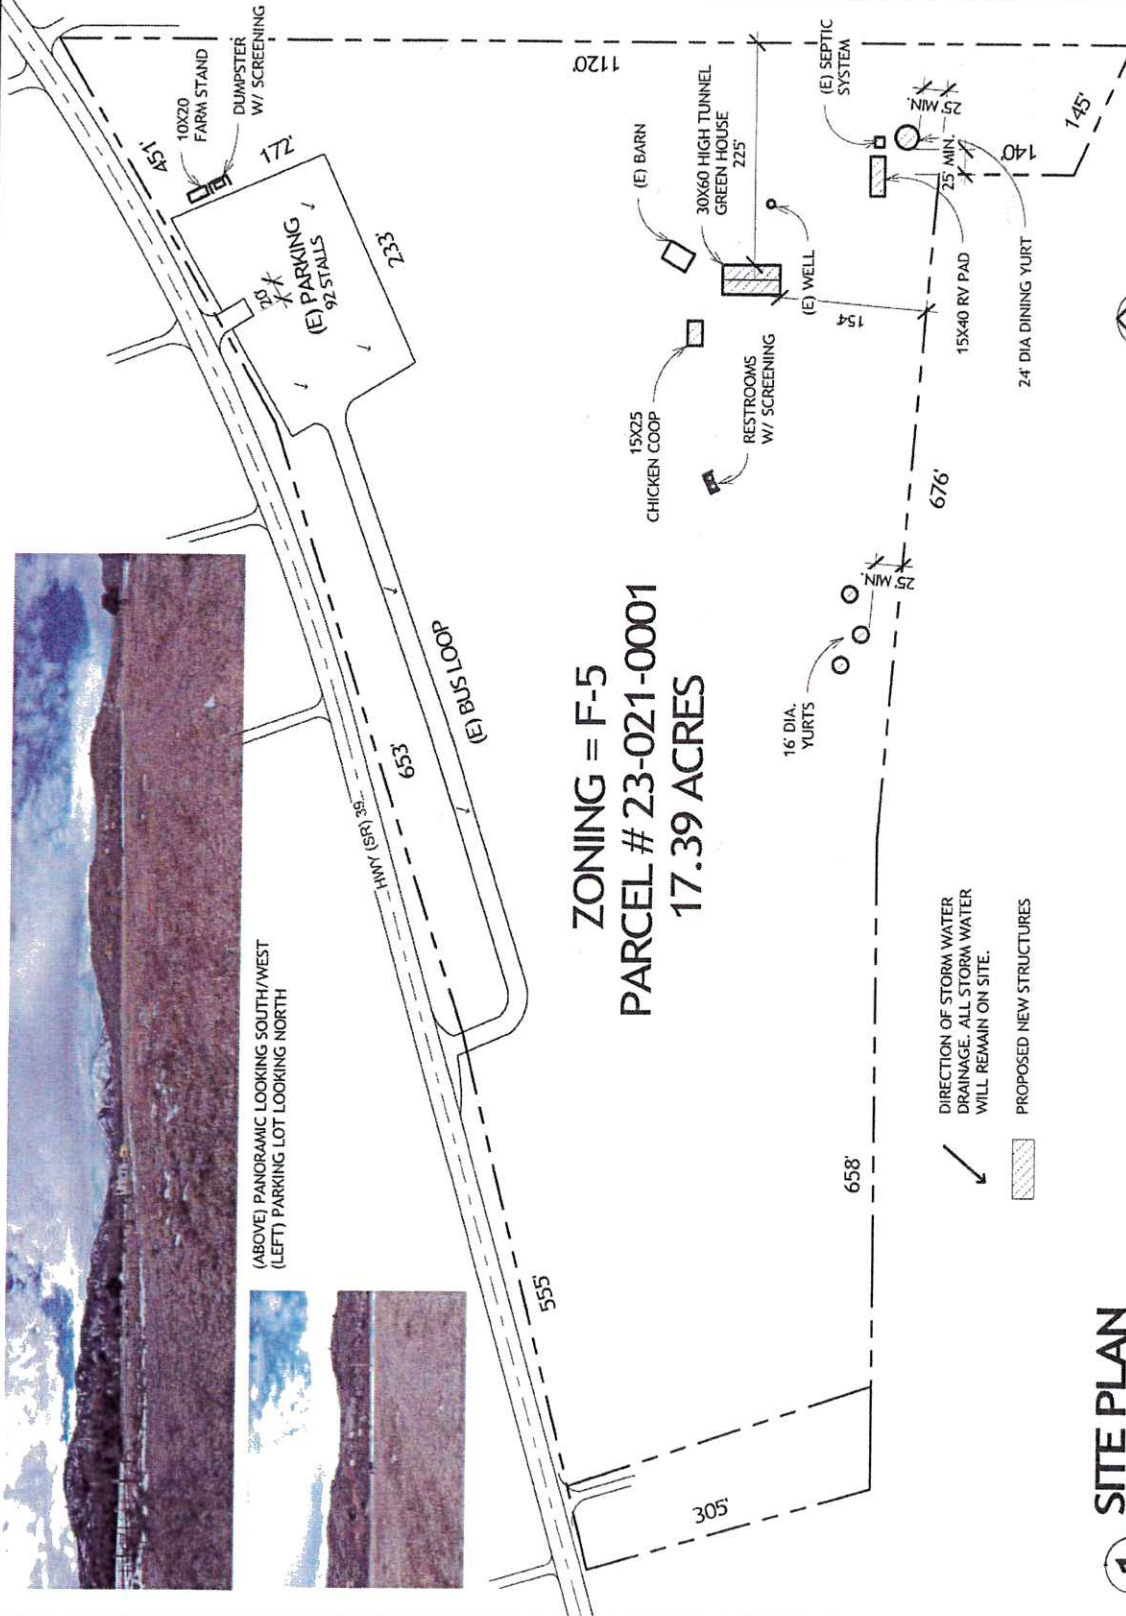 (ABOVE) PANORAMIC LOOKING SOUTH/WEST
(LEFT) PARKING LOT LOOKING NORTH
HWY (SR) 39
555'
653'
451'
10X20
FARM STAND
DUMPSTER
W/ SCREENING
172'
20'
(E) PARKING
92 STALLS
233'
(E) BUS LOOP
1120'
305'
ZONING = F-5
PARCEL # 23-021-0001
17.39 ACRES
(E) BARN
30X60 HIGH TUNNEL
GREEN HOUSE
225'
15X25
CHICKEN COOP
RESTROOMS
W/ SCREENING
(E) WELL
154'
(E) SEPTIC
SYSTEM
25' MIN.
25' MIN.
140'
145'
15X40 RV PAD
24' DIA DINING YURT
16' DIA.
YURTS
25' MIN.
676'
658'
DIRECTION OF STORM WATER
DRAINAGE. ALL STORM WATER
WILL REMAIN ON SITE.
PROPOSED NEW STRUCTURES
1 SITE PLAN